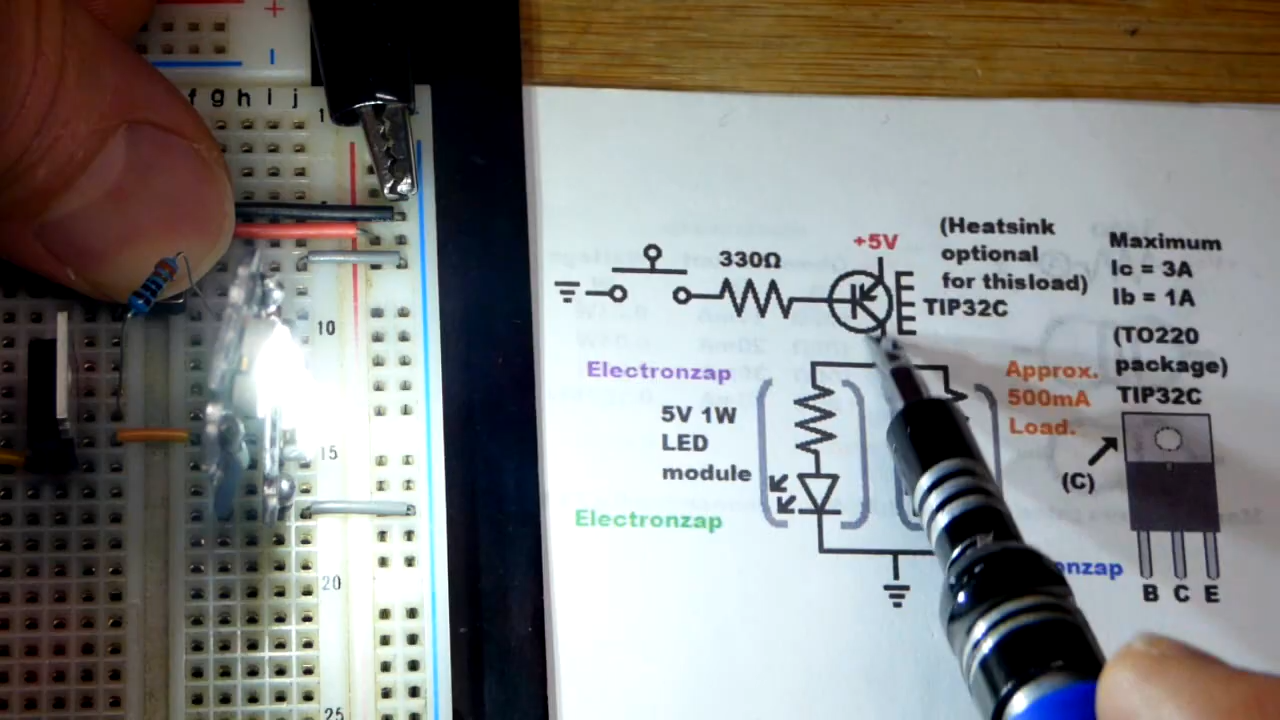 +
f g h i j
1
10
15
20
25
330Ω
+5V
(Heatsink
optional
for thisload)
TIP32C
Maximum
Ic = 3A
Ib = 1A
(TO220
package)
TIP32C
Electronzap
5V 1W
LED
module
Approx.
500mA
Load.
(C)
Electronzap
onzap
B C E